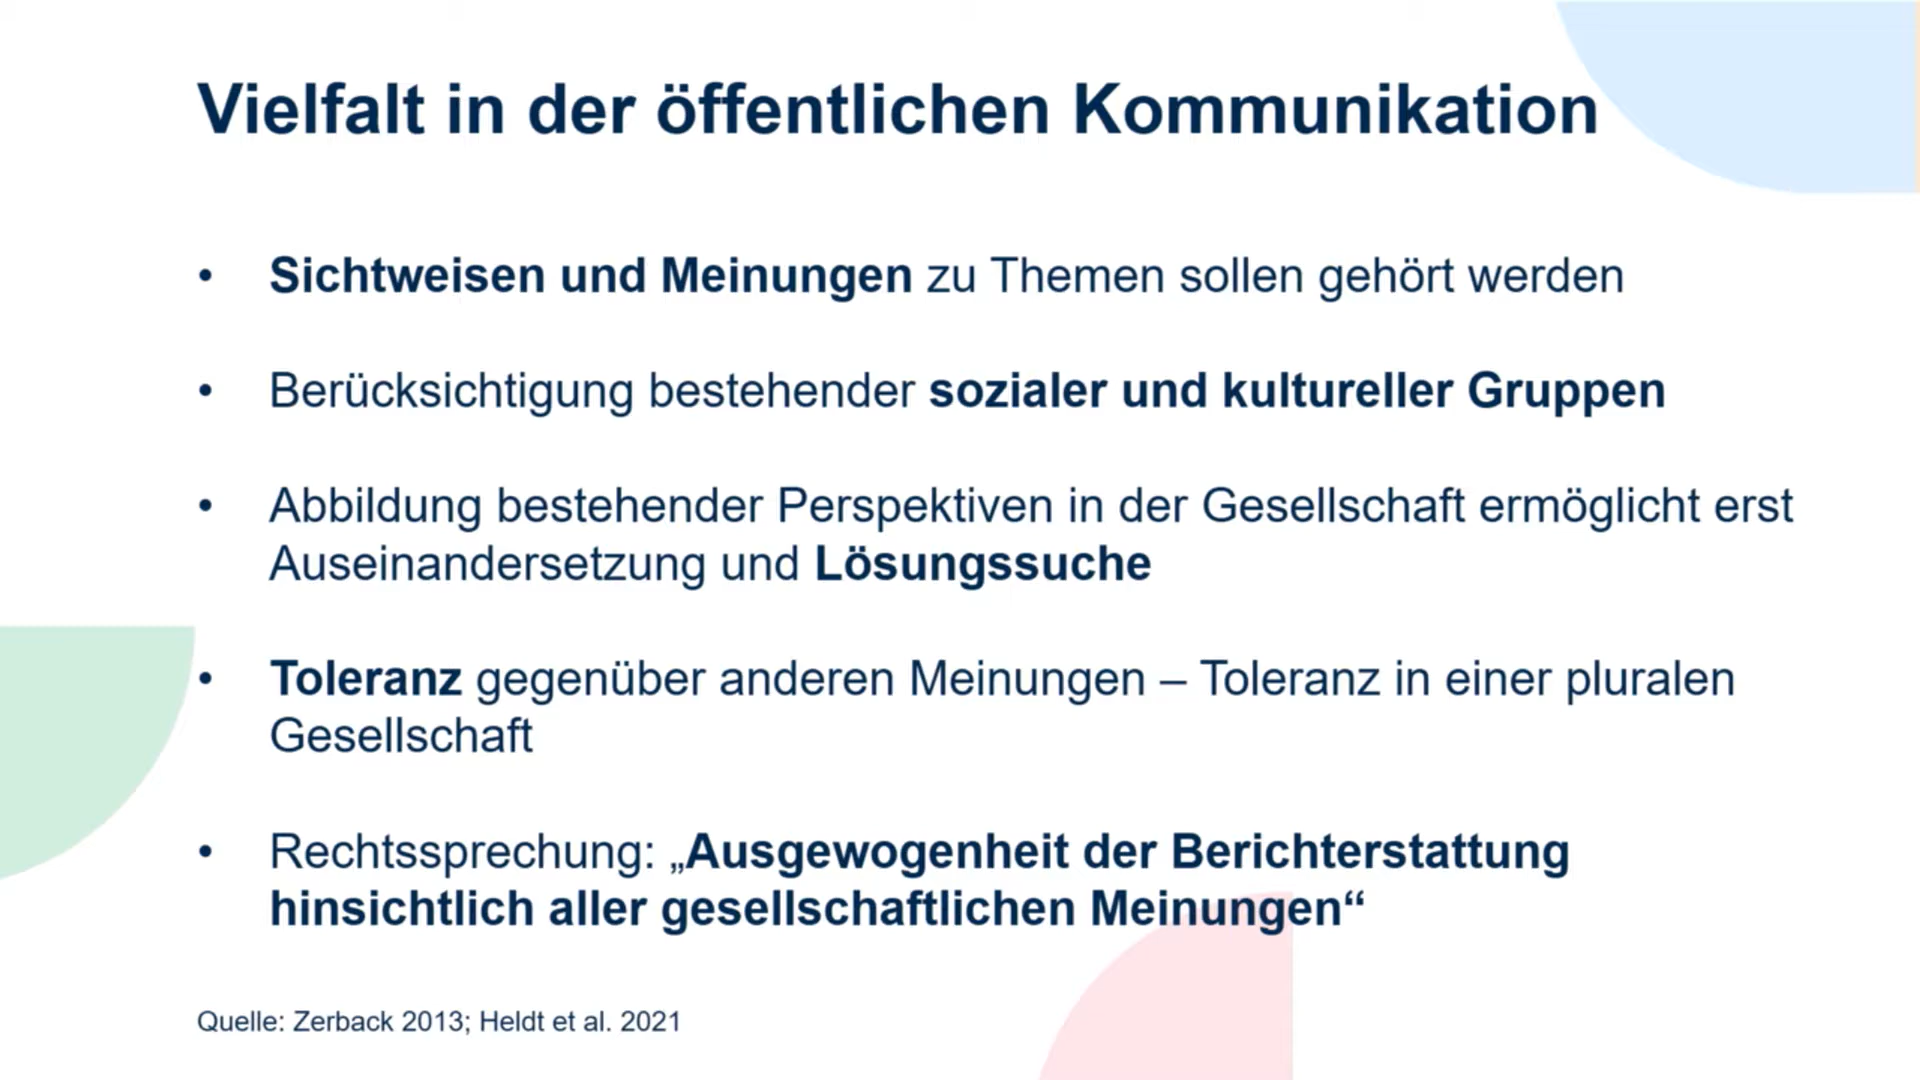 Vielfalt in der öffentlichen Kommunikation
• Sichtweisen und Meinungen zu Themen sollen gehört werden
• Berücksichtigung bestehender sozialer und kultureller Gruppen
• Abbildung bestehender Perspektiven in der Gesellschaft ermöglicht erst
Auseinandersetzung und Lösungssuche
• Toleranz gegenüber anderen Meinungen – Toleranz in einer pluralen
Gesellschaft
• Rechtssprechung: „Ausgewogenheit der Berichterstattung
hinsichtlich aller gesellschaftlichen Meinungen“
Quelle: Zerback 2013; Heldt et al. 2021